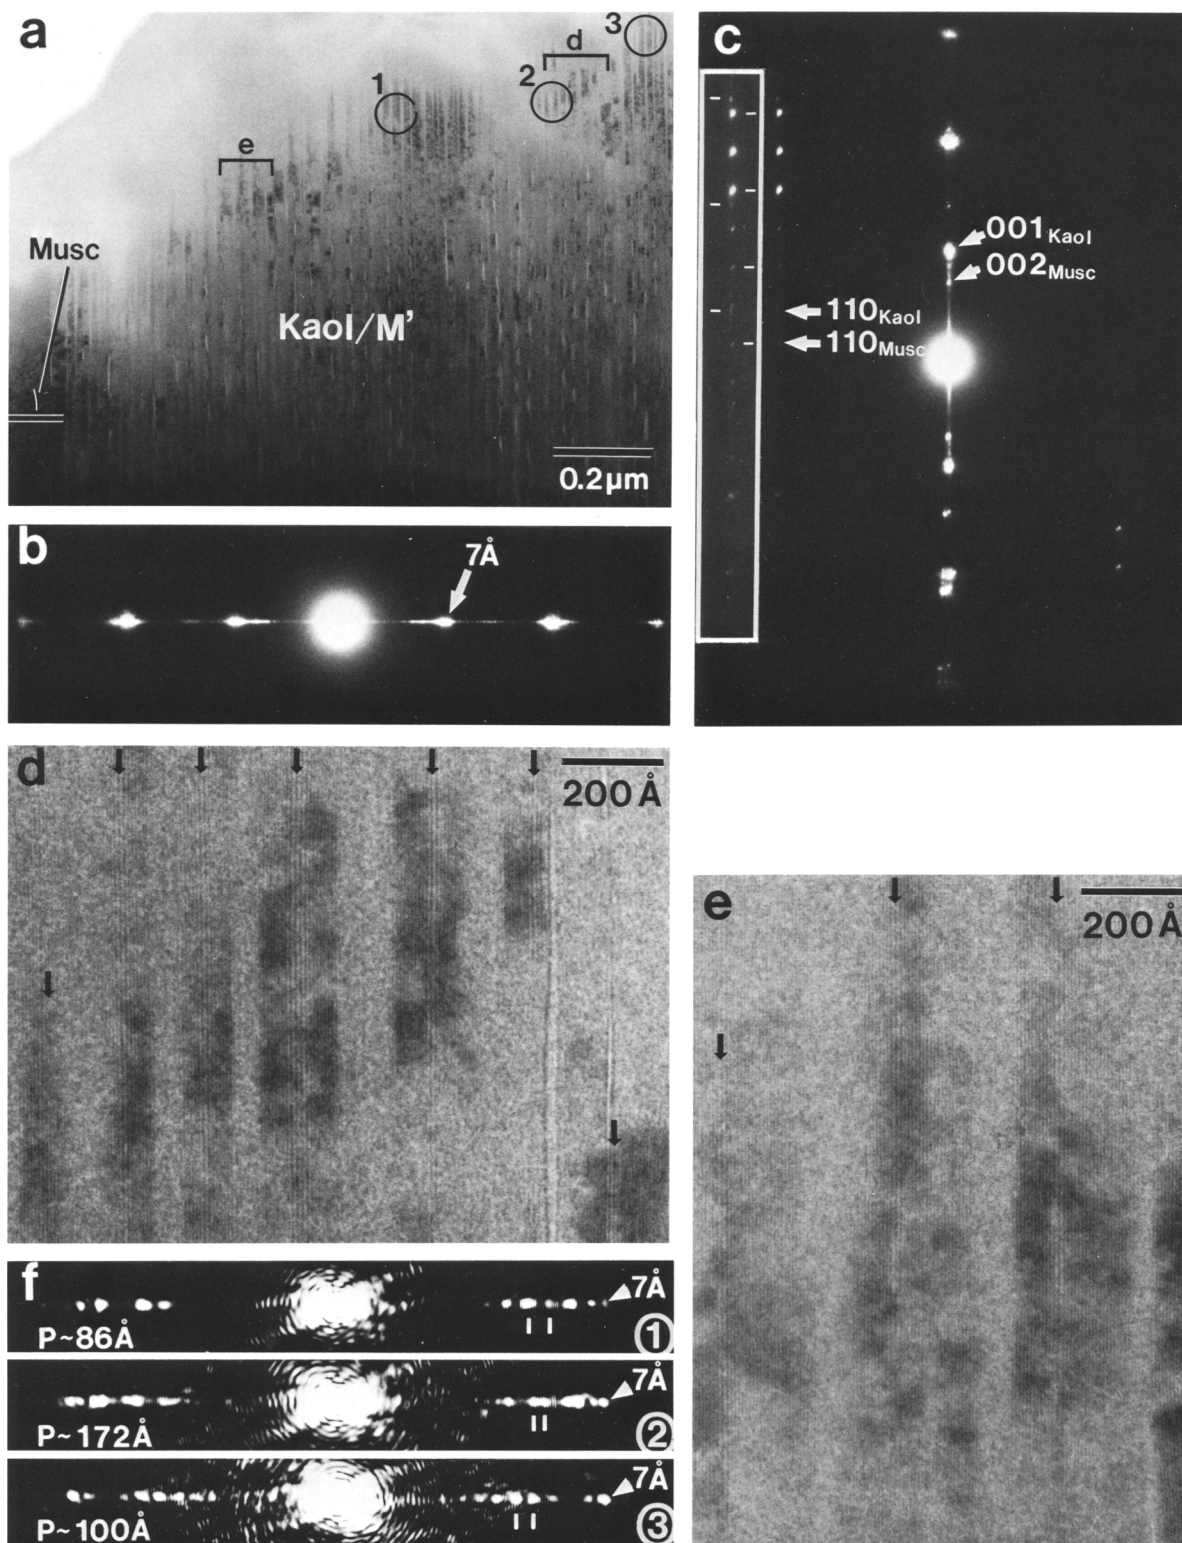 a
3
d
1
2
e
Musc
Kaol/M’
0.2μm
b
7Å
c
001Kaol
002Musc
110Kaol
110Musc
d
200Å
e
200Å
f
7Å
P~86Å
1
7Å
P~172Å
2
7Å
P~100Å
3